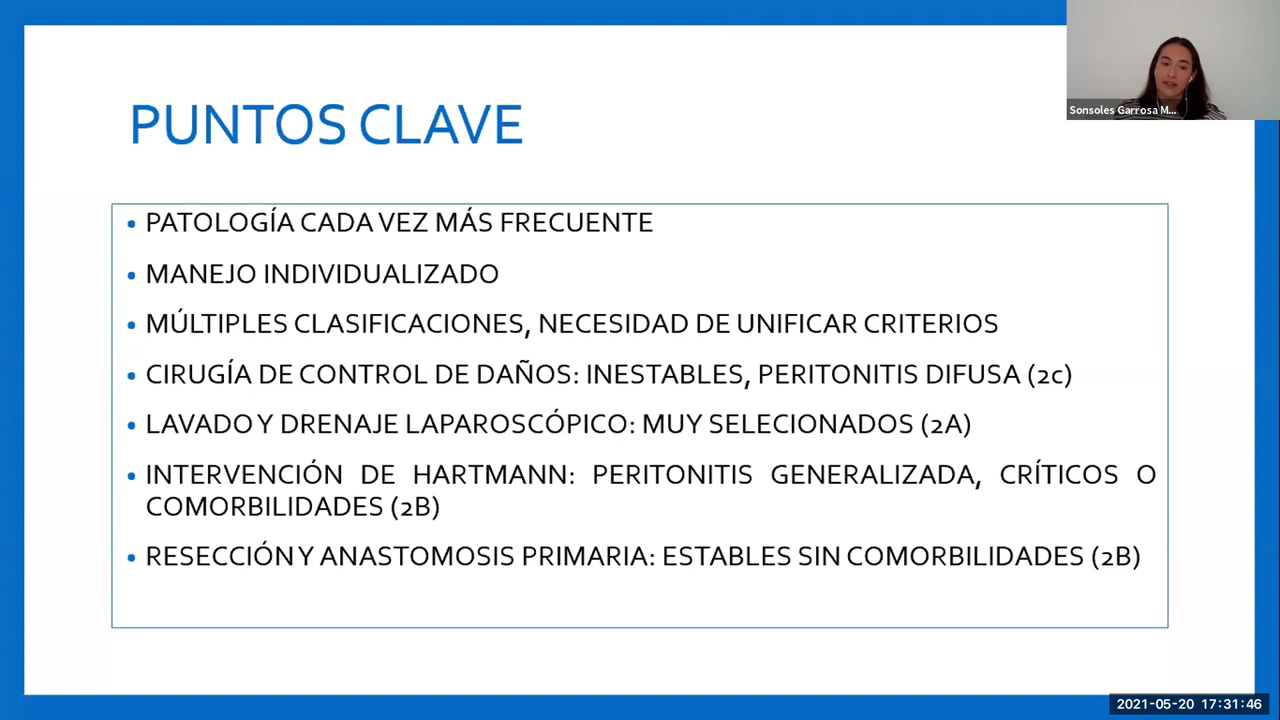 Sonsoles Garrosa M...
PUNTOS CLAVE
• PATOLOGÍA CADA VEZ MÁS FRECUENTE
• MANEJO INDIVIDUALIZADO
• MÚLTIPLES CLASIFICACIONES, NECESIDAD DE UNIFICAR CRITERIOS
• CIRUGÍA DE CONTROL DE DAÑOS: INESTABLES, PERITONITIS DIFUSA (2c)
• LAVADO Y DRENAJE LAPAROSCÓPICO: MUY SELECIONADOS (2A)
• INTERVENCIÓN DE HARTMANN: PERITONITIS GENERALIZADA, CRÍTICOS O
COMORBILIDADES (2B)
• RESECCIÓN Y ANASTOMOSIS PRIMARIA: ESTABLES SIN COMORBILIDADES (2B)
2021-05-20 17:31:46